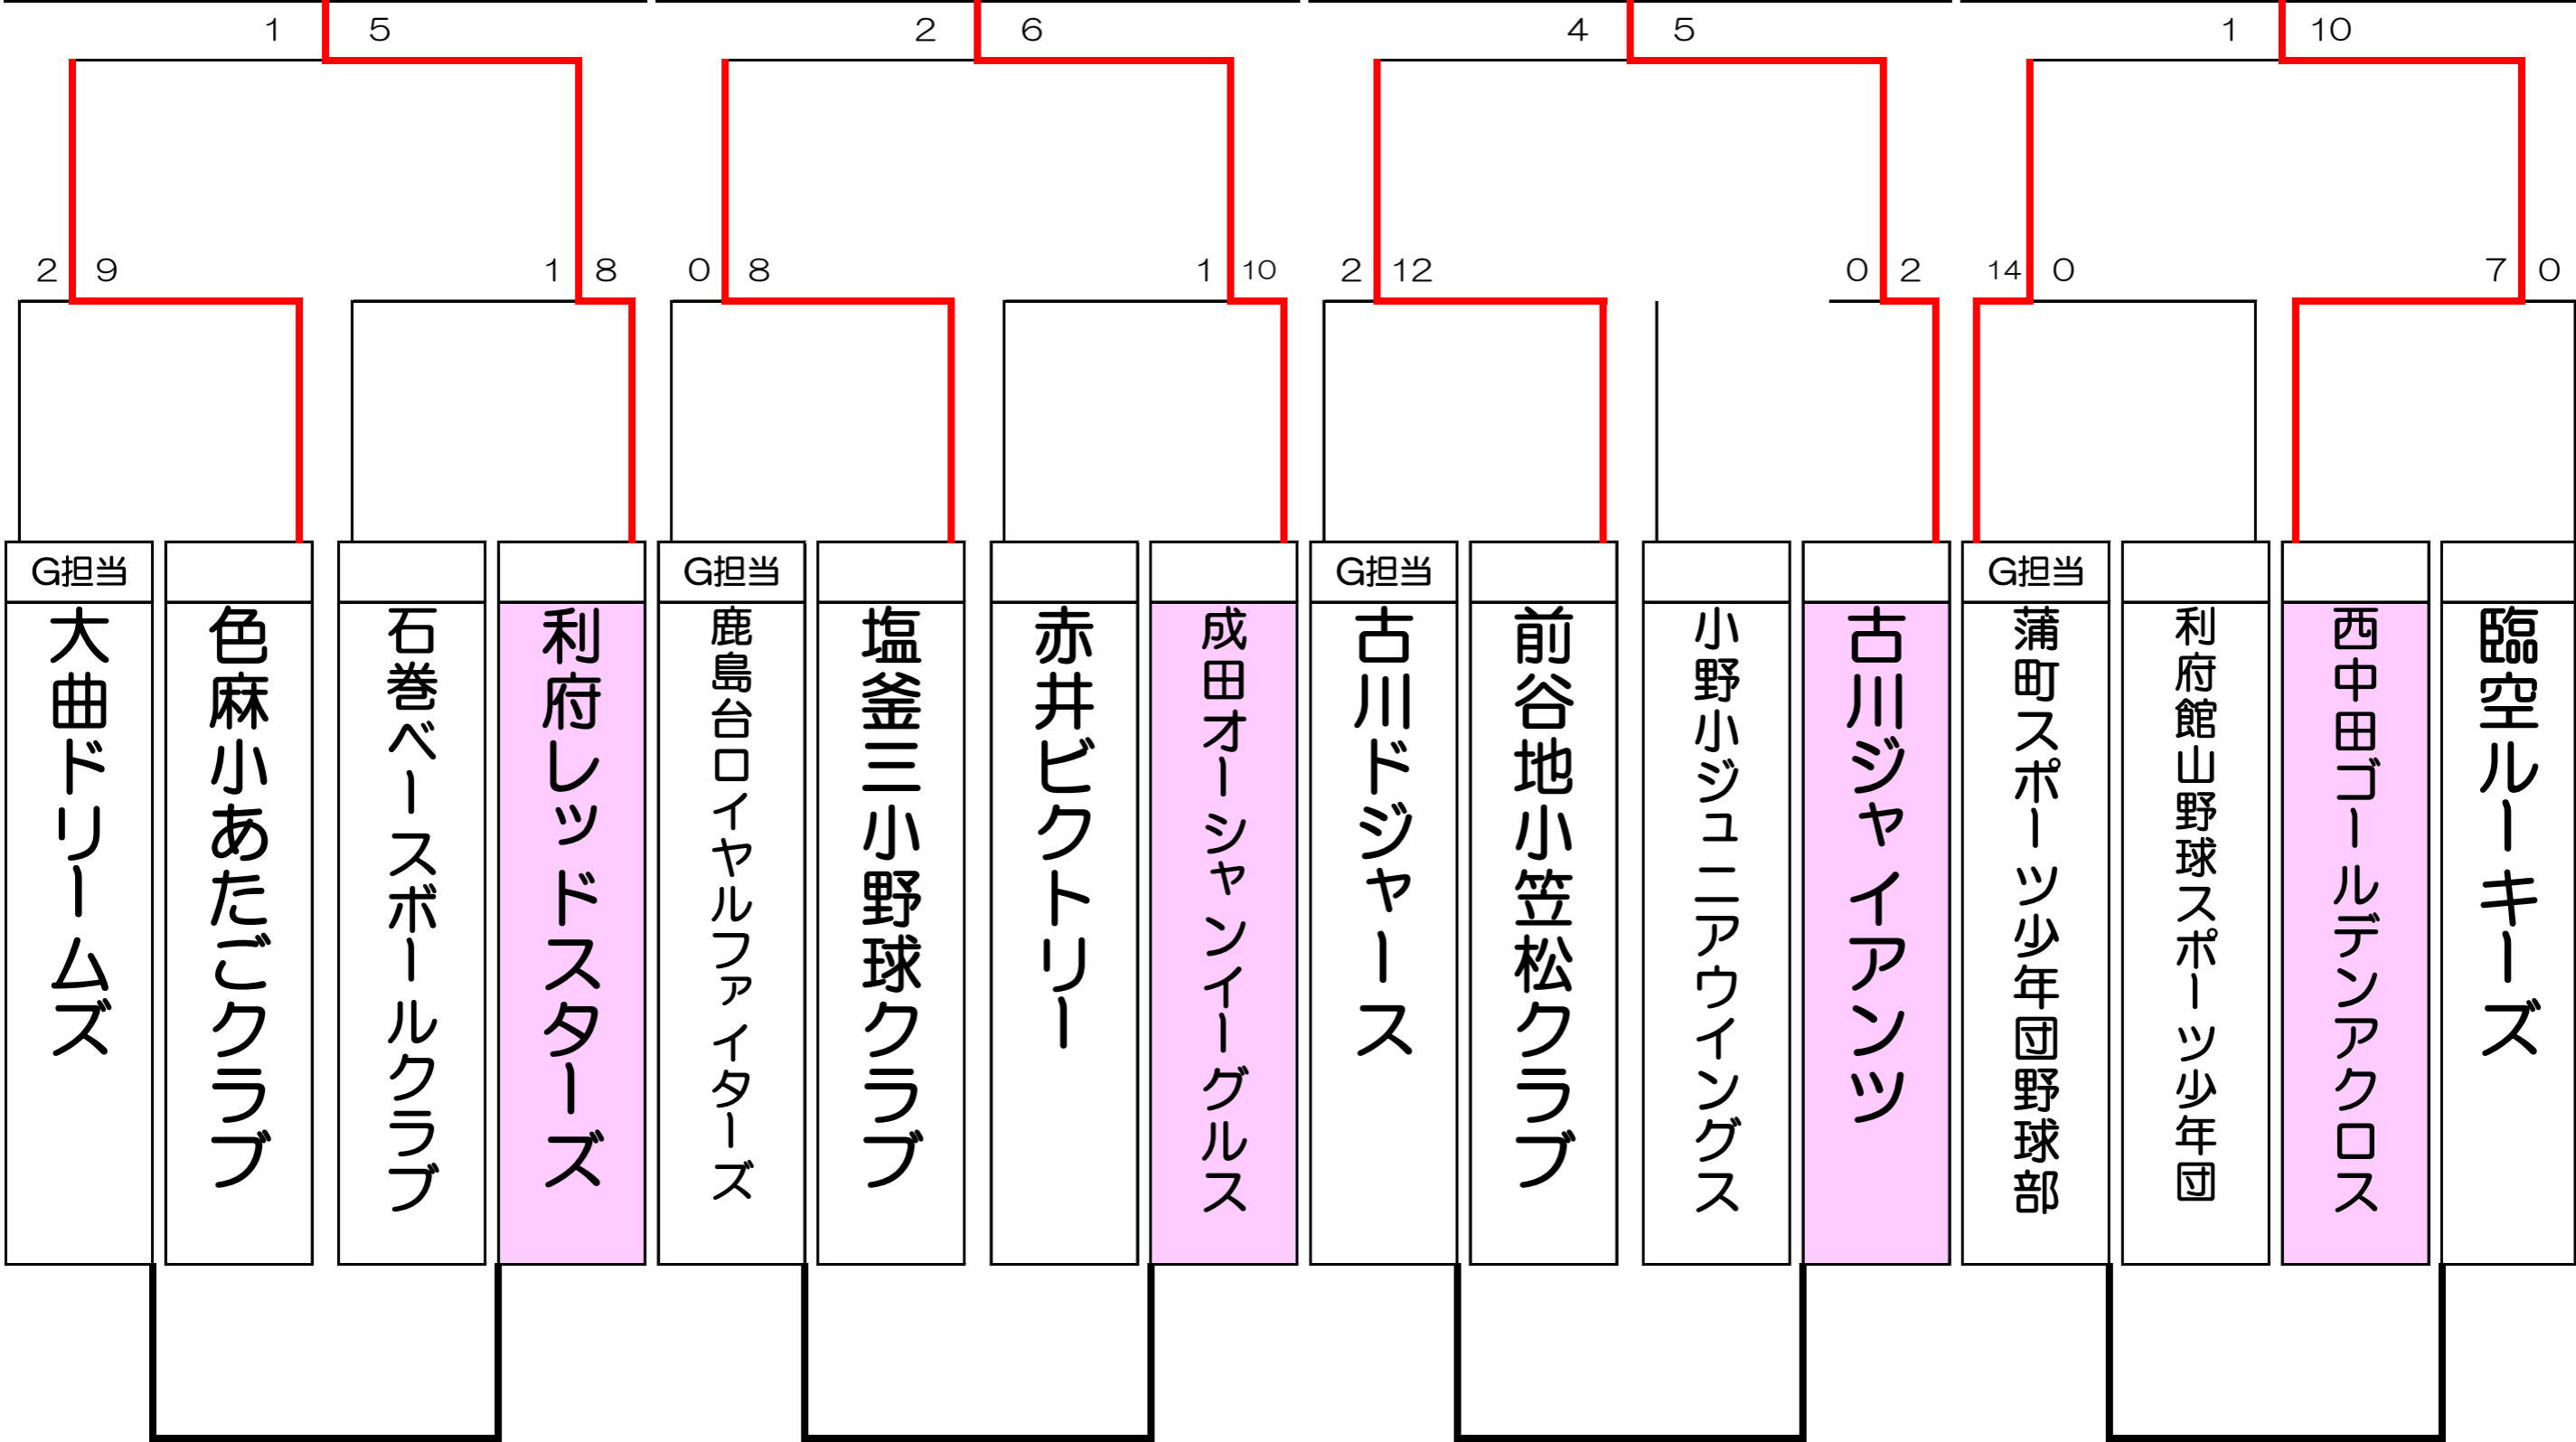 1 5 2 6 4 5 1 10
2 9 1 8 0 8 1 10 2 12 0 2 14 0 7 0
G担当 G担当 G担当 G担当
大曲ドリームズ
色麻小あたごクラブ
石巻ベースボールクラブ
利府レッドスターズ
鹿島台ロイヤルファイターズ
塩釜三小野球クラブ
赤井ビクトリー
成田オーシャンイーグルス
古川ドジャース
前谷地小笠松クラブ
小野小ジュニアウイングス
古川ジャイアンツ
蒲町スポーツ少年団野球部
利府館山野球スポーツ少年団
西中田ゴールデンアクロス
臨空ルーキーズ